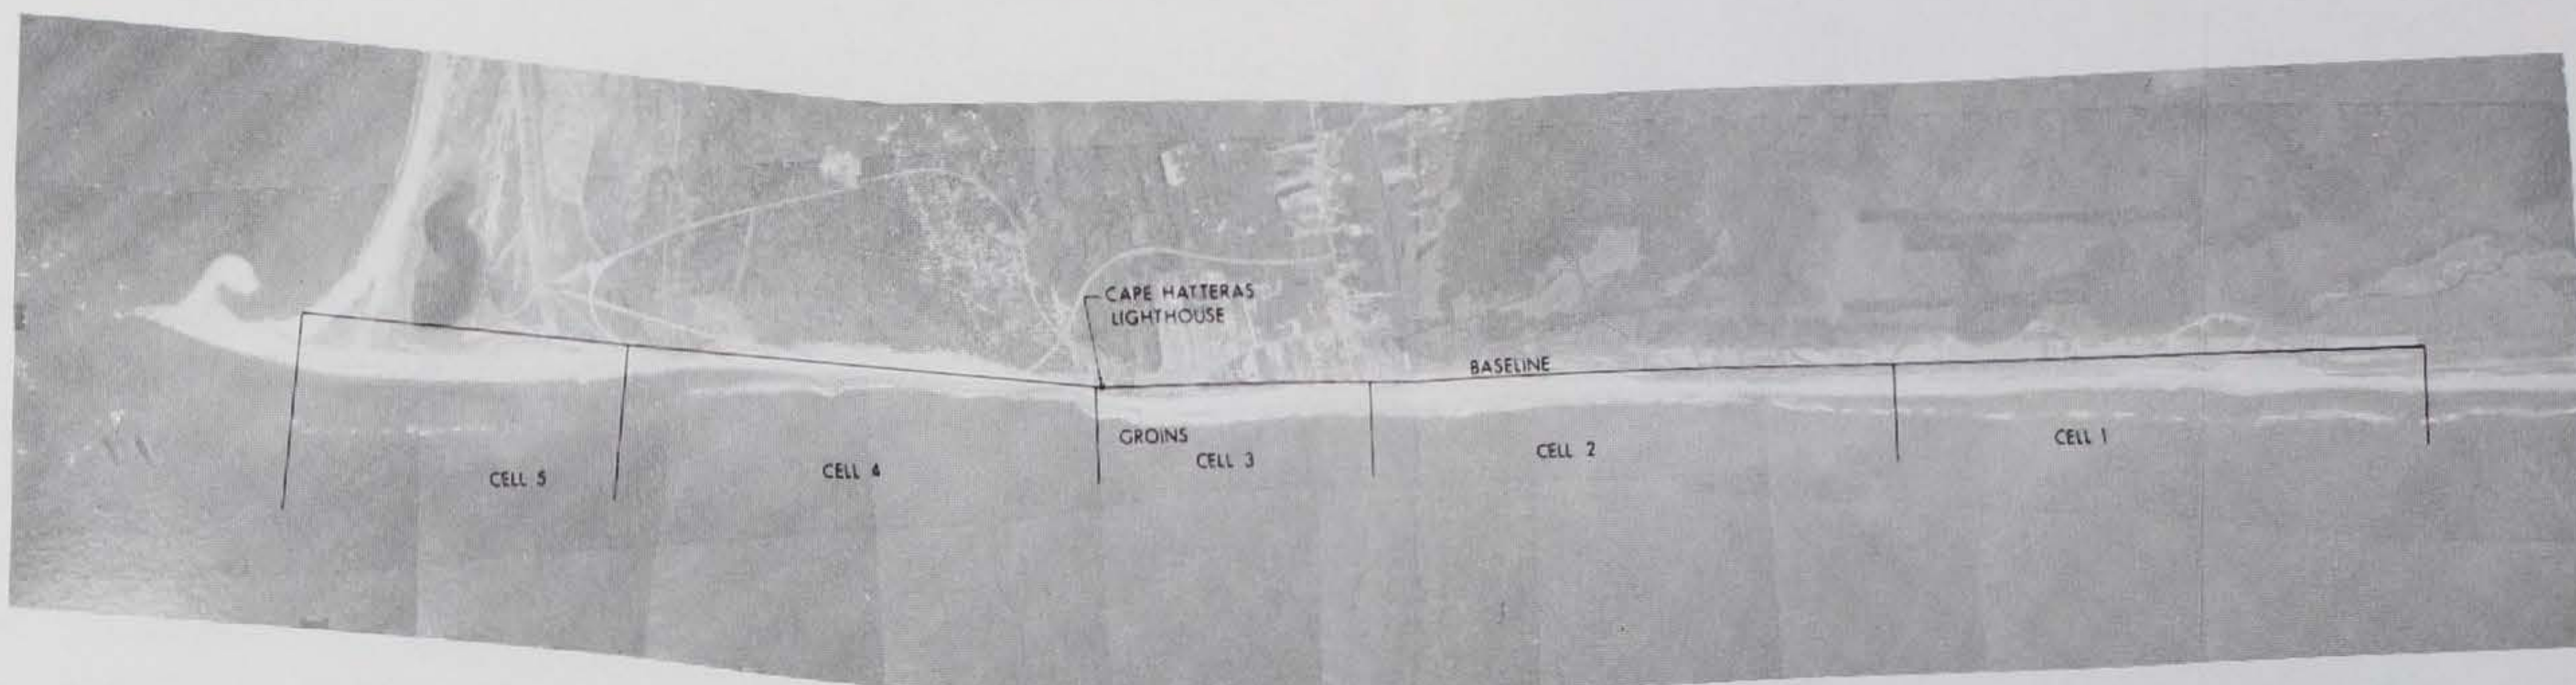 CAPE HATTERAS
LIGHTHOUSE
BASELINE
GROINS
CELL 5
CELL 4
CELL 3
CELL 2
CELL 1